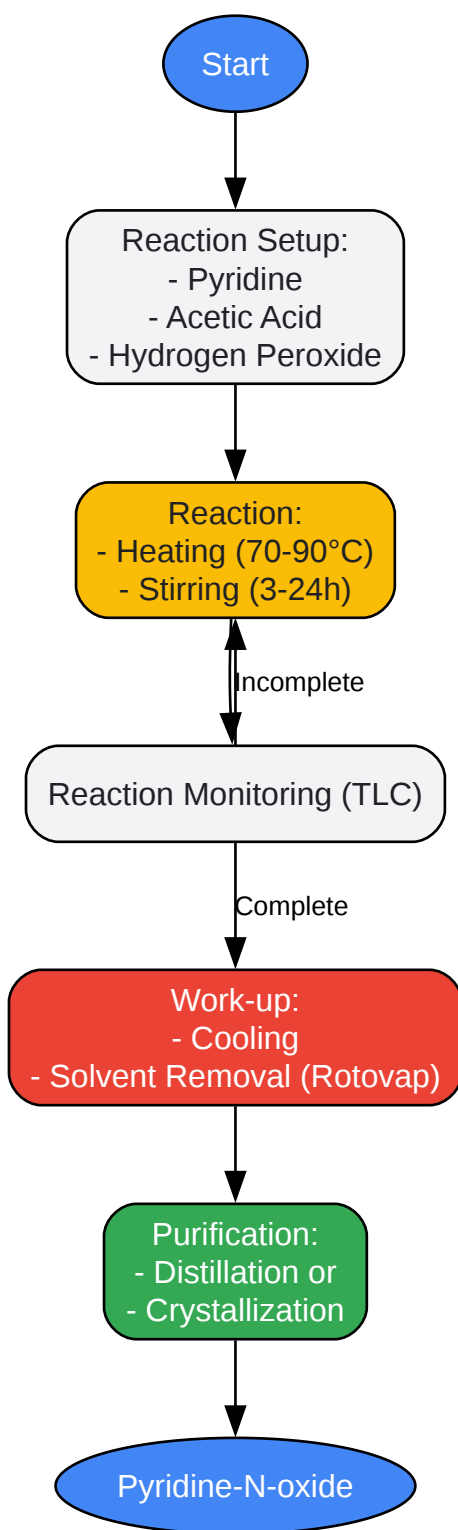 Start
Reaction Setup:
- Pyridine
- Acetic Acid
- Hydrogen Peroxide
Reaction:
- Heating (70-90°C)
- Stirring (3-24h)
Incomplete
Reaction Monitoring (TLC)
Complete
Work-up:
- Cooling
- Solvent Removal (Rotovap)
Purification:
- Distillation or
- Crystallization
Pyridine-N-oxide